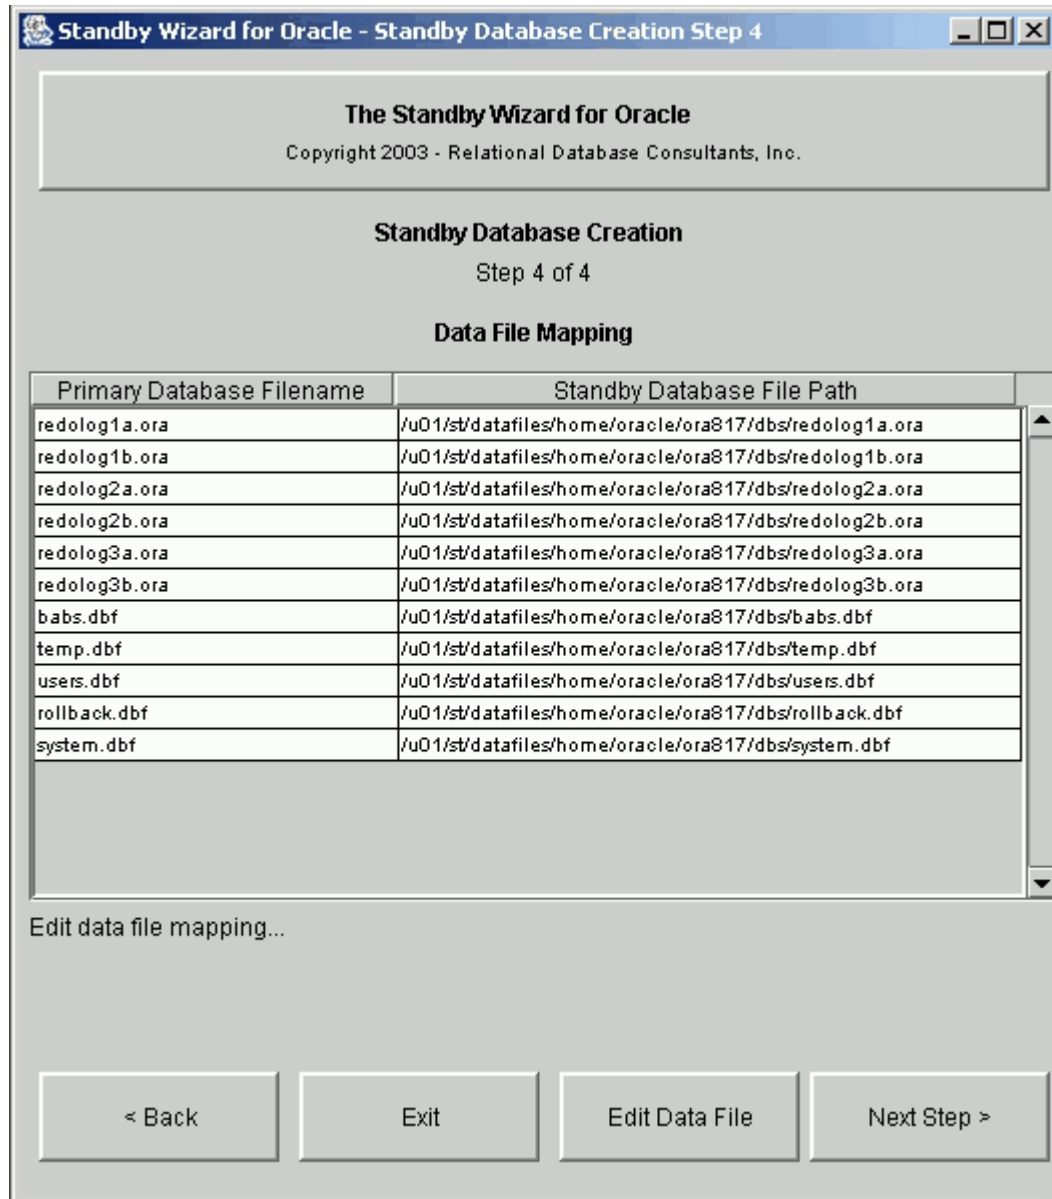 Standby Wizard for Oracle - Standby Database Creation Step 4
The Standby Wizard for Oracle
Copyright 2003 - Relational Database Consultants, Inc.
Standby Database Creation
Step 4 of 4
Data File Mapping
Primary Database Filename Standby Database File Path
redolog1a.ora /u01/st/datafiles/home/oracle/ora817/dbs/redolog1a.ora
redolog1b.ora /u01/st/datafiles/home/oracle/ora817/dbs/redolog1b.ora
redolog2a.ora /u01/st/datafiles/home/oracle/ora817/dbs/redolog2a.ora
redolog2b.ora /u01/st/datafiles/home/oracle/ora817/dbs/redolog2b.ora
redolog3a.ora /u01/st/datafiles/home/oracle/ora817/dbs/redolog3a.ora
redolog3b.ora /u01/st/datafiles/home/oracle/ora817/dbs/redolog3b.ora
babs.dbf /u01/st/datafiles/home/oracle/ora817/dbs/babs.dbf
temp.dbf /u01/st/datafiles/home/oracle/ora817/dbs/temp.dbf
users.dbf /u01/st/datafiles/home/oracle/ora817/dbs/users.dbf
rollback.dbf /u01/st/datafiles/home/oracle/ora817/dbs/rollback.dbf
system.dbf /u01/st/datafiles/home/oracle/ora817/dbs/system.dbf
Edit data file mapping...
< Back Exit Edit Data File Next Step >